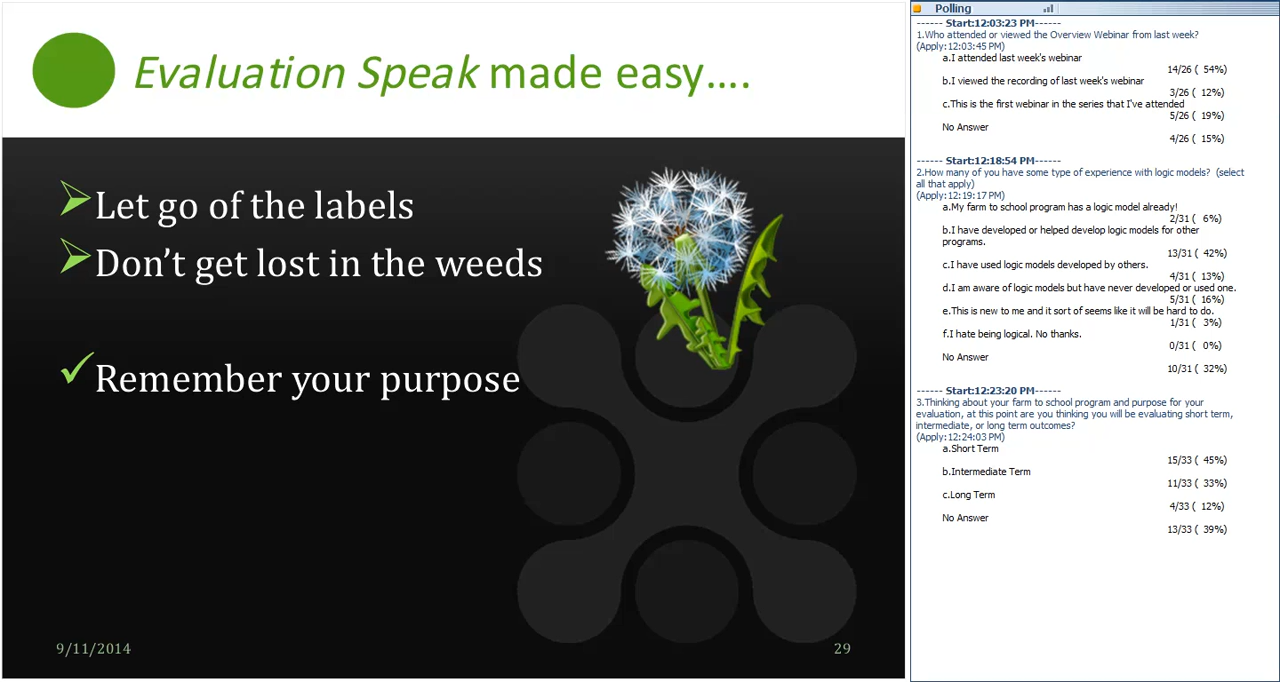 Evaluation Speak made easy....
Let go of the labels
Don't get lost in the weeds
Remember your purpose
9/11/2014
29
Polling
------ Start:12:03:23 PM------
1.Who attended or viewed the Overview Webinar from last week?
(Apply:12:03:45 PM)
a.I attended last week's webinar
14/26 ( 54%)
b.I viewed the recording of last week's webinar
3/26 ( 12%)
c.This is the first webinar in the series that I've attended
5/26 ( 19%)
No Answer
4/26 ( 15%)
------ Start:12:18:54 PM------
2.How many of you have some type of experience with logic models? (select
all that apply)
(Apply:12:19:17 PM)
a.My farm to school program has a logic model already!
2/31 ( 6%)
b.I have developed or helped develop logic models for other
programs.
13/31 ( 42%)
c.I have used logic models developed by others.
4/31 ( 13%)
d.I am aware of logic models but have never developed or used one.
5/31 ( 16%)
e.This is new to me and it sort of seems like it will be hard to do.
1/31 ( 3%)
f.I hate being logical. No thanks.
0/31 ( 0%)
No Answer
10/31 ( 32%)
------ Start:12:23:20 PM------
3.Thinking about your farm to school program and purpose for your
evaluation, at this point are you thinking you will be evaluating short term,
intermediate, or long term outcomes?
(Apply:12:24:03 PM)
a.Short Term
15/33 ( 45%)
b.Intermediate Term
11/33 ( 33%)
c.Long Term
4/33 ( 12%)
No Answer
13/33 ( 39%)